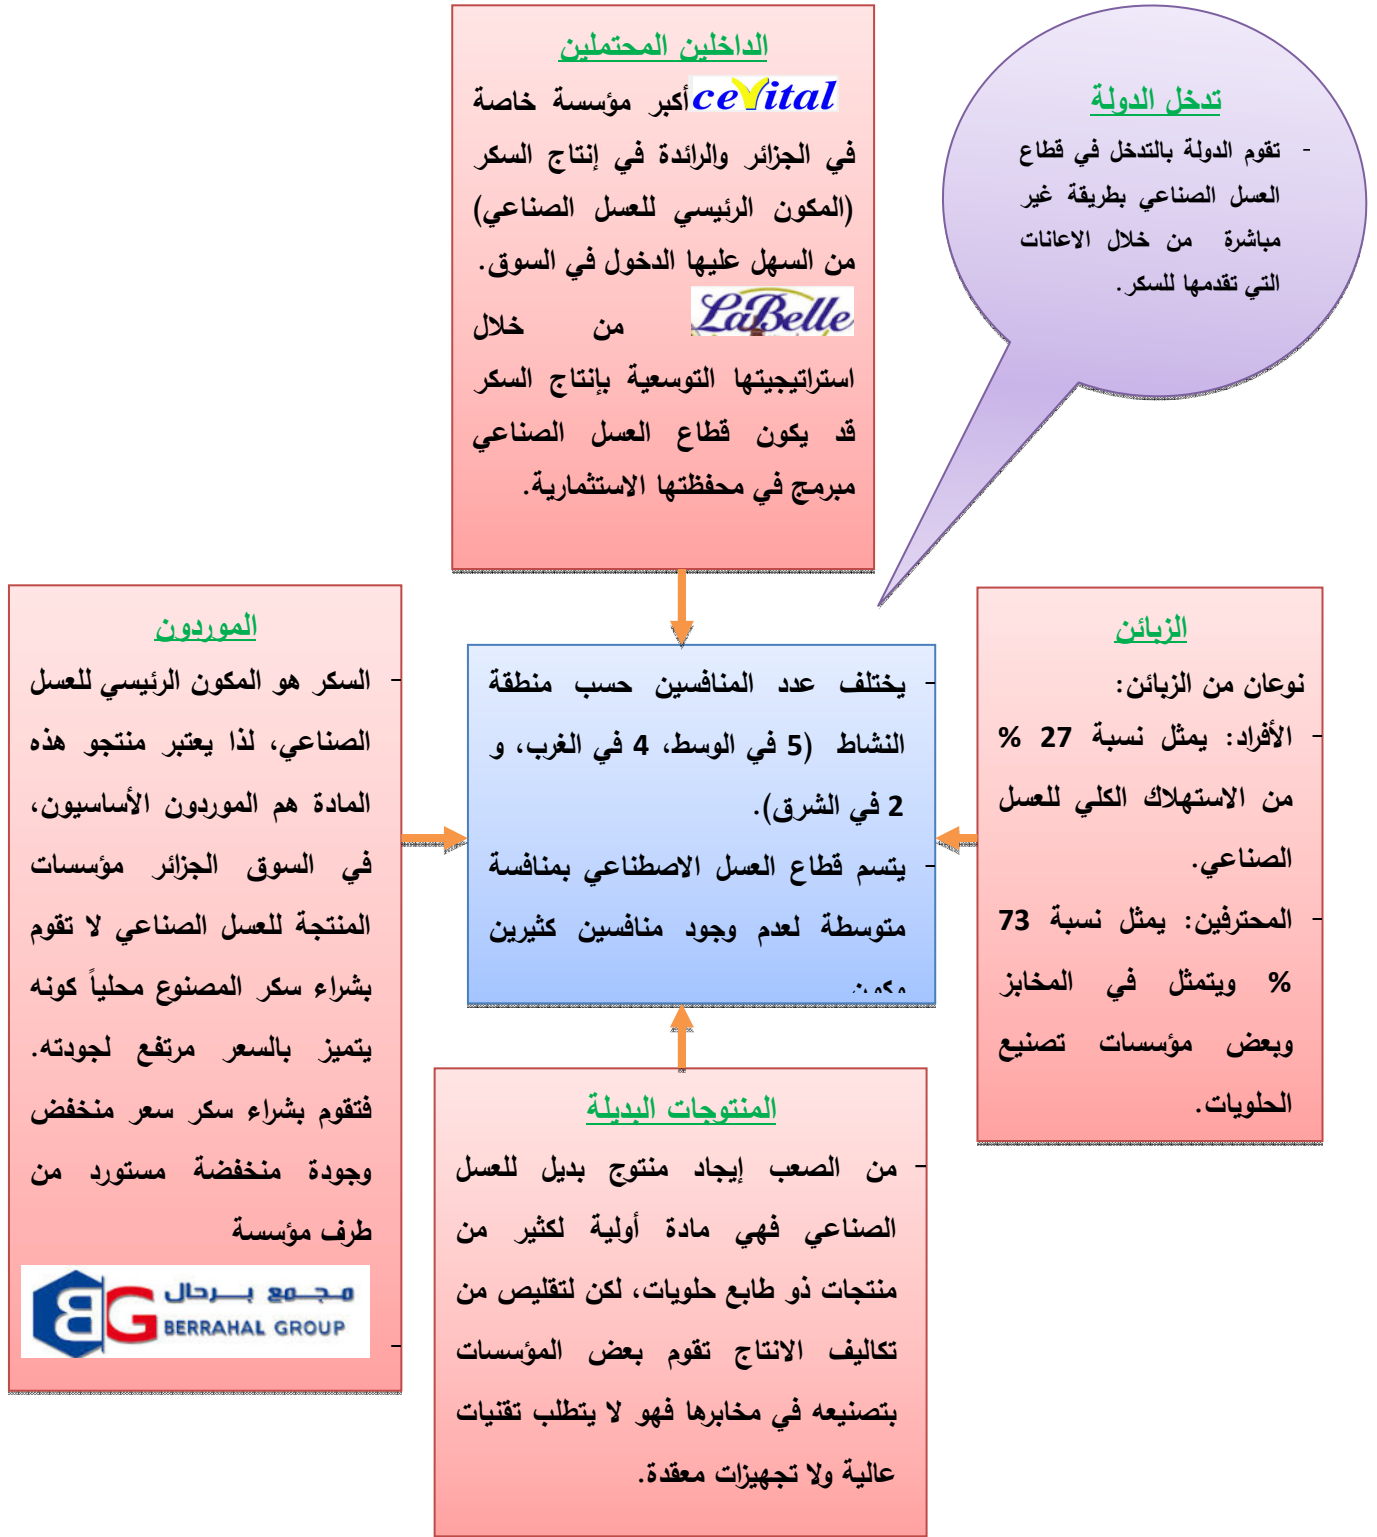 الداخلين المحتملين
cevital أكبر مؤسسة خاصة
في الجزائر والرائدة في إنتاج السكر
(المكون الرئيسي للعسل الصناعي)
من السهل عليها الدخول في السوق.
LaBelle من خلال
استراتيجيتها التوسعية بإنتاج السكر
قد يكون قطاع العسل الصناعي
مبرمج في محفظتها الاستثمارية.
تدخل الدولة
- تقوم الدولة بالتدخل في قطاع
العسل الصناعي بطريقة غير
مباشرة من خلال الاعانات
التي تقدمها للسكر.
الزبائن
نوعان من الزبائن:
- الأفراد: يمثل نسبة 27 %
من الاستهلاك الكلي للعسل
الصناعي.
- المحترفين: يمثل نسبة 73
% ويتمثل في المخابز
وبعض مؤسسات تصنيع
الحلويات.
- يختلف عدد المنافسين حسب منطقة
النشاط (5 في الوسط، 4 في الغرب، و
2 في الشرق).
- يتسم قطاع العسل الاصطناعي بمنافسة
متوسطة لعدم وجود منافسين كثيرين
الموردون
- السكر هو المكون الرئيسي للعسل
الصناعي، لذا يعتبر منتجو هذه
المادة هم الموردون الأساسيون،
في السوق الجزائر مؤسسات
المنتجة للعسل الصناعي لا تقوم
بشراء سكر المصنوع محلياً كونه
يتميز بالسعر مرتفع لجودته.
فتقوم بشراء سكر سعر منخفض
وجودة منخفضة مستورد من
طرف مؤسسة
BG مجمع برحال
BERRAHAL GROUP
-
المنتوجات البديلة
- من الصعب إيجاد منتوج بديل للعسل
الصناعي فهي مادة أولية لكثير من
منتجات ذو طابع حلويات، لكن لتقليص من
تكاليف الانتاج تقوم بعض المؤسسات
بتصنيعه في مخابرها فهو لا يتطلب تقنيات
عالية ولا تجهيزات معقدة.